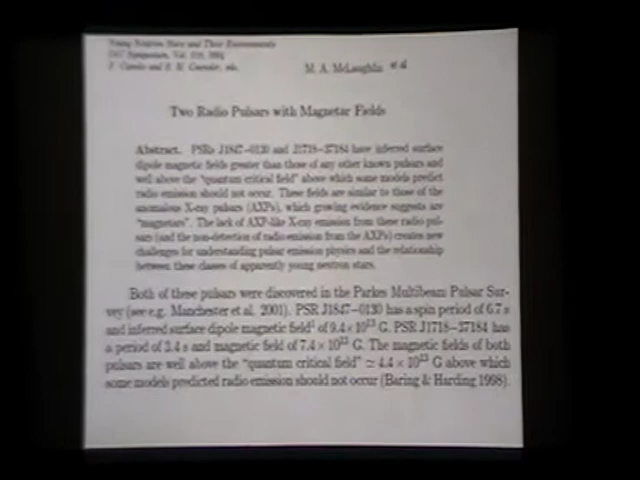 Young Neutron Stars and Their Environments
IAU Symposium, Vol. 218, 2004
F. Camilo and B. M. Gaensler, eds.
M. A. McLaughlin et al
Two Radio Pulsars with Magnetar Fields
Abstract. PSRs J1847–0130 and J1718–37184 have inferred surface
dipole magnetic fields greater than those of any other known pulsars and
well above the "quantum critical field" above which some models predict
radio emission should not occur. These fields are similar to those of the
anomalous X-ray pulsars (AXPs), which growing evidence suggests are
"magnetars". The lack of AXP-like X-ray emission from these radio pul-
sars (and the non-detection of radio emission from the AXPs) creates new
challenges for understanding pulsar emission physics and the relationship
between these classes of apparently young neutron stars.
Both of these pulsars were discovered in the Parkes Multibeam Pulsar Sur-
vey (see e.g. Manchester et al. 2001). PSR J1847–0130 has a spin period of 6.7 s
and inferred surface dipole magnetic field¹ of 9.4×10¹³ G. PSR J1718–37184 has
a period of 3.4 s and magnetic field of 7.4×10¹³ G. The magnetic fields of both
pulsars are well above the "quantum critical field" ≃ 4.4 × 10¹³ G above which
some models predicted radio emission should not occur (Baring & Harding 1998).